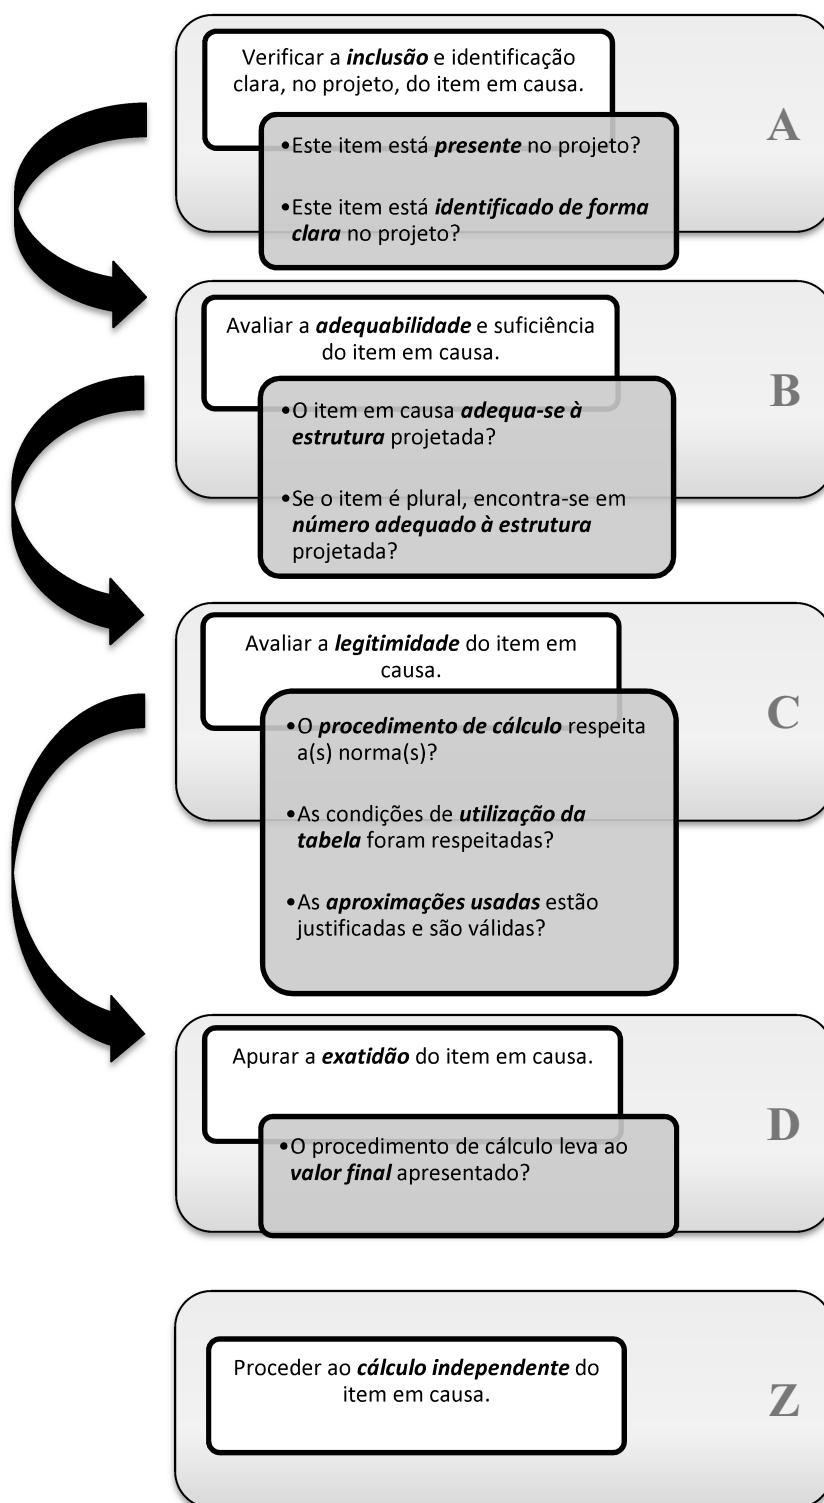 Verificar a inclusão e identificação
clara, no projeto, do item em causa.
A
•Este item está presente no projeto?
•Este item está identificado de forma
clara no projeto?
Avaliar a adequabilidade e suficiência
do item em causa.
B
•O item em causa adequa-se à
estrutura projetada?
•Se o item é plural, encontra-se em
número adequado à estrutura
projetada?
Avaliar a legitimidade do item em
causa.
C
•O procedimento de cálculo respeita
a(s) norma(s)?
•As condições de utilização da
tabela foram respeitadas?
•As aproximações usadas estão
justificadas e são válidas?
Apurar a exatidão do item em causa.
D
•O procedimento de cálculo leva ao
valor final apresentado?
Proceder ao cálculo independente do
item em causa.
Z